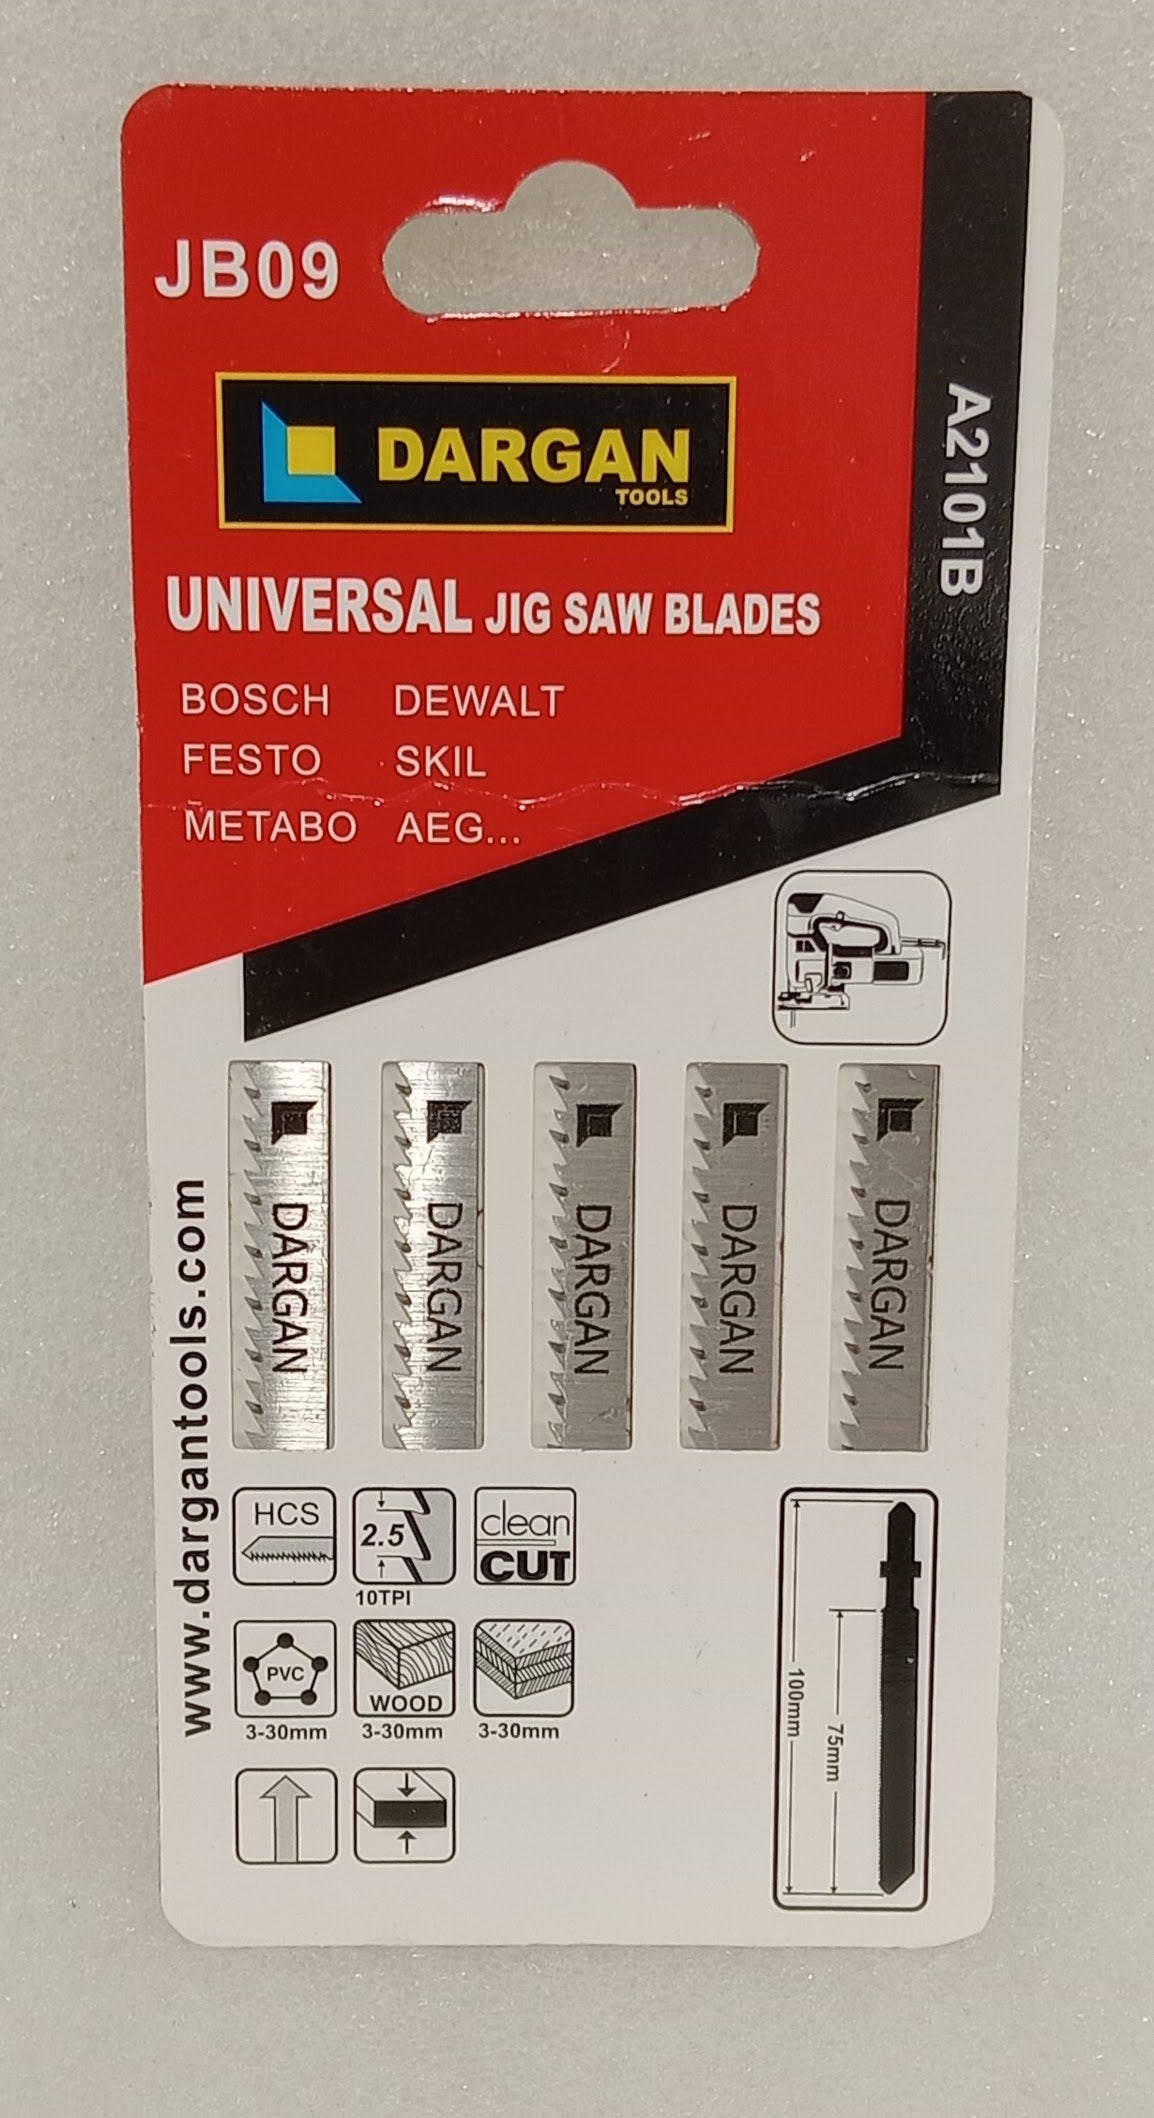 JB09
DARGAN
TOOLS
A2101B
UNIVERSAL JIG SAW BLADES
BOSCH DEWALT
FESTO SKIL
METABO AEG...
DARGAN
DARGAN
DARGAN
DARGAN
DARGAN
www.dargantools.com
HCS
2.5
10TPI
clean
CUT
PVC
3-30mm
WOOD
3-30mm
3-30mm
100mm
75mm